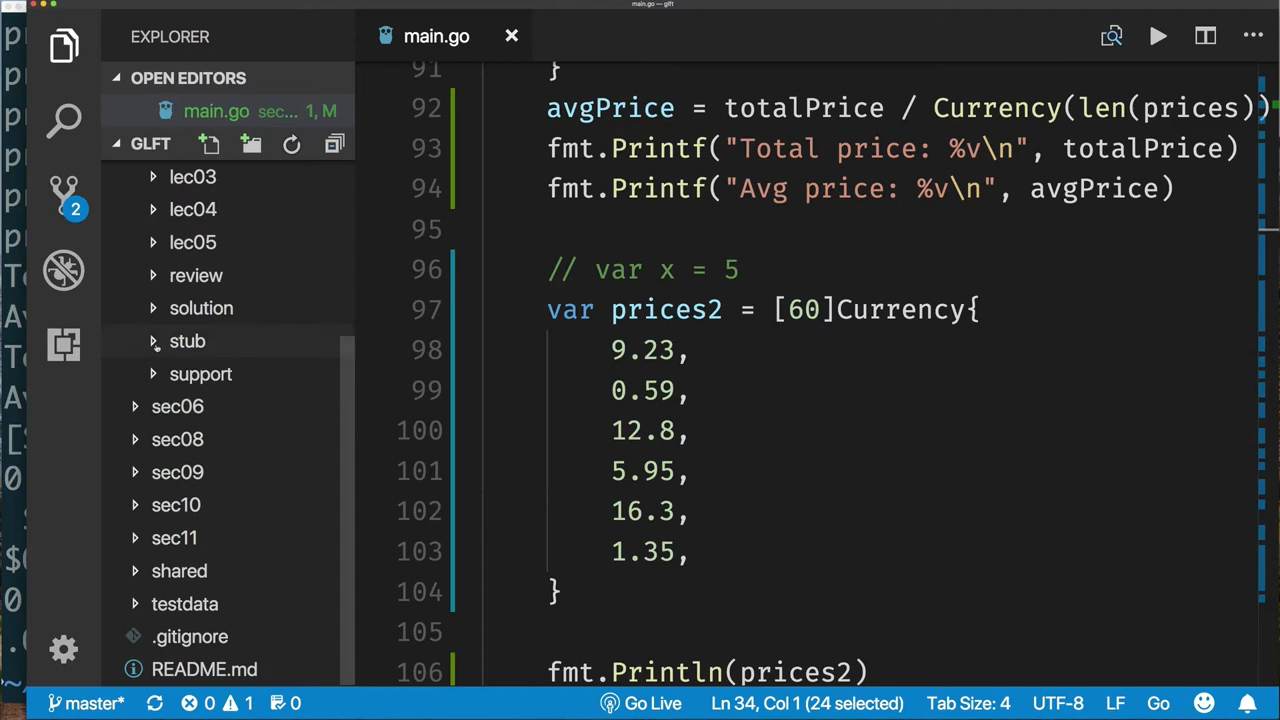 main.go — glft
EXPLORER
main.go
OPEN EDITORS
main.go sec... 1, M
GLFT
lec03
lec04
lec05
review
solution
stub
support
sec06
sec08
sec09
sec10
sec11
shared
testdata
.gitignore
README.md
2
91 }
92 avgPrice = totalPrice / Currency(len(prices))
93 fmt.Printf("Total price: %v\n", totalPrice)
94 fmt.Printf("Avg price: %v\n", avgPrice)
95
96 // var x = 5
97 var prices2 = [60]Currency{
98 9.23,
99 0.59,
100 12.8,
101 5.95,
102 16.3,
103 1.35,
104 }
105
106 fmt.Println(prices2)
master* 0 1 0 Go Live Ln 34, Col 1 (24 selected) Tab Size: 4 UTF-8 LF Go